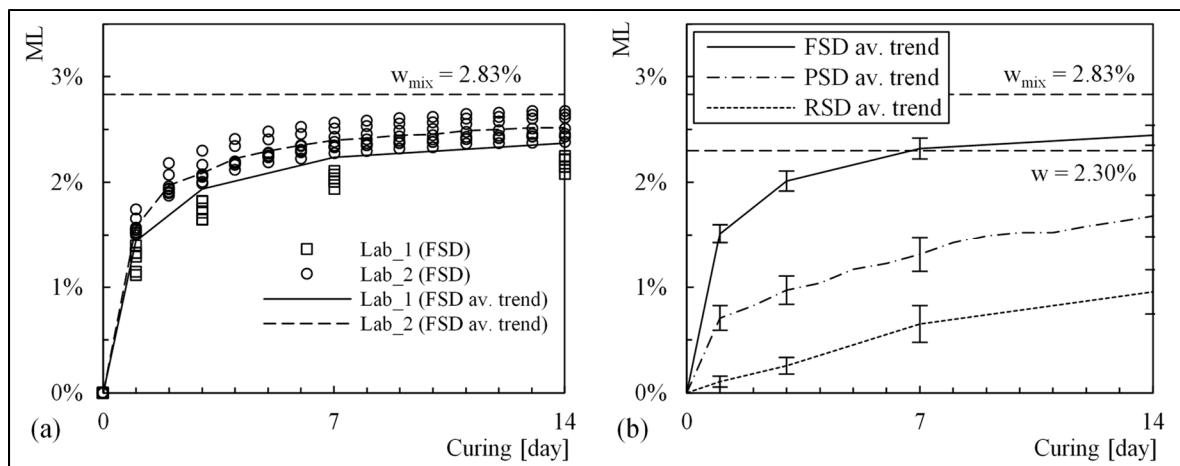 ML
3%
2%
1%
0%
w_mix = 2.83%
Lab_1 (FSD)
Lab_2 (FSD)
Lab_1 (FSD av. trend)
Lab_2 (FSD av. trend)
0
7
14
(a)
Curing [day]
ML
3%
2%
1%
0%
FSD av. trend
PSD av. trend
RSD av. trend
w_mix = 2.83%
w = 2.30%
0
7
14
(b)
Curing [day]